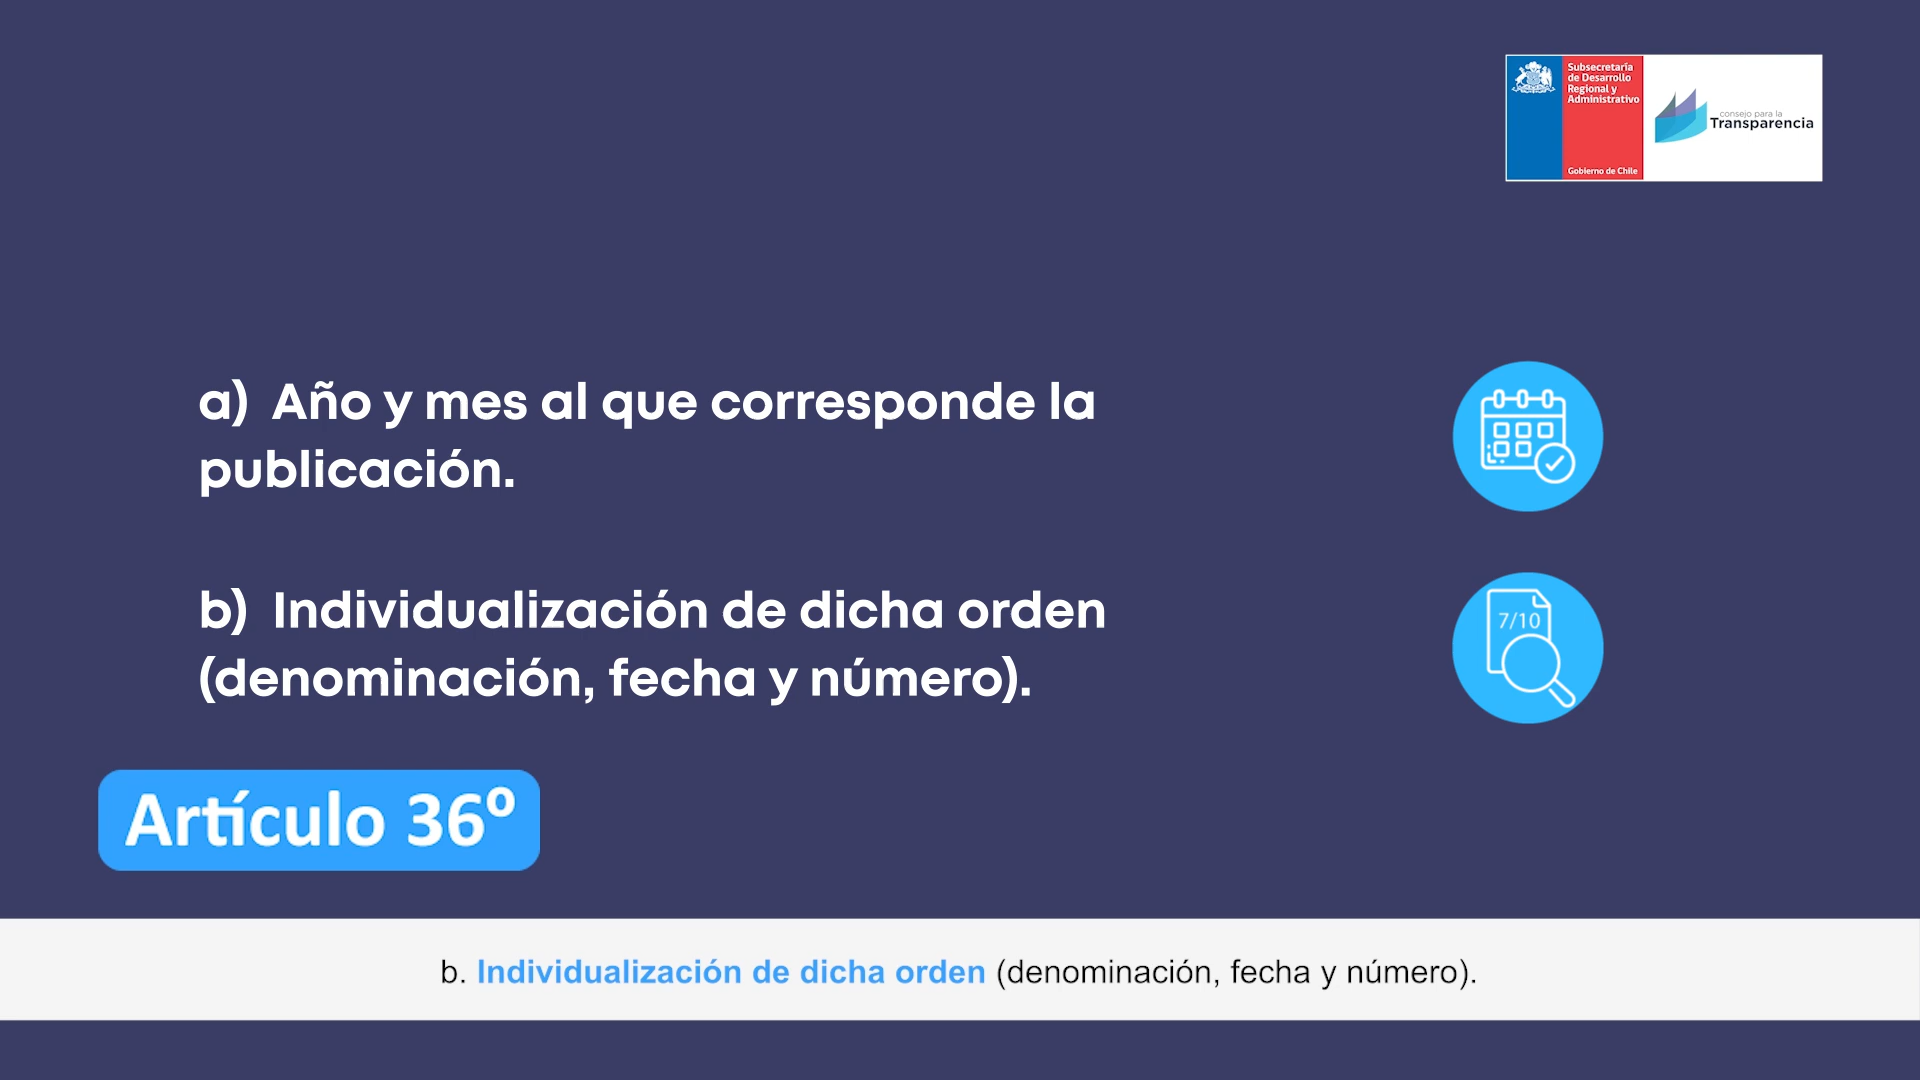 Subsecretaría
de Desarrollo
Regional y
Administrativo
Gobierno de Chile
consejo para la
Transparencia
a) Año y mes al que corresponde la
publicación.
b) Individualización de dicha orden
(denominación, fecha y número).
7/10
Artículo 36º
b. Individualización de dicha orden (denominación, fecha y número).